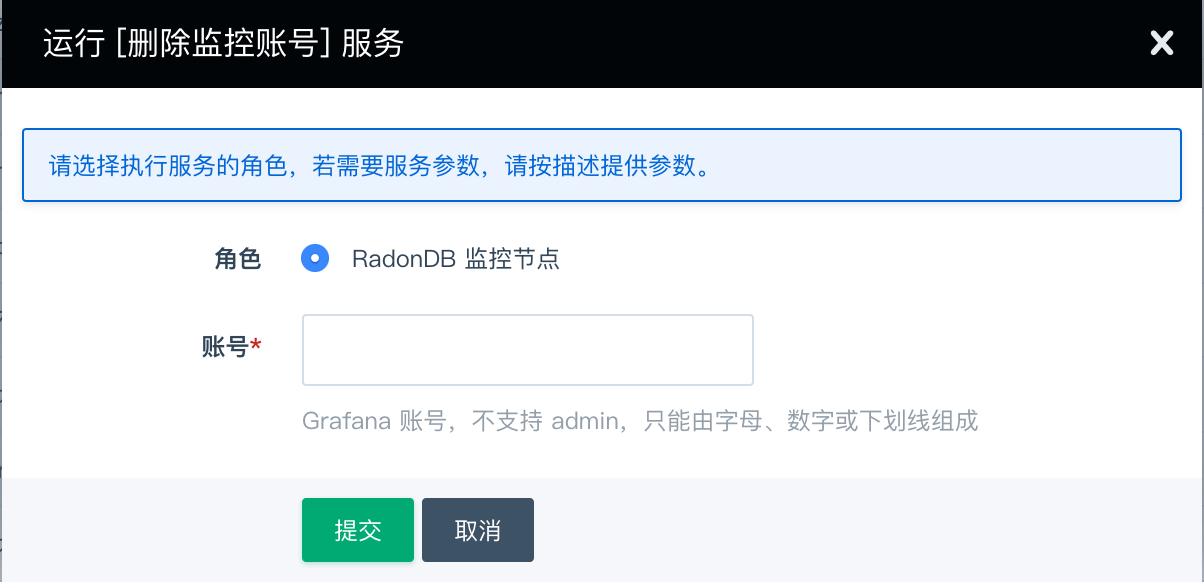 运行 [删除监控账号] 服务
请选择执行服务的角色，若需要服务参数，请按描述提供参数。
角色 RadonDB 监控节点
账号*
Grafana 账号，不支持 admin，只能由字母、数字或下划线组成
提交 取消